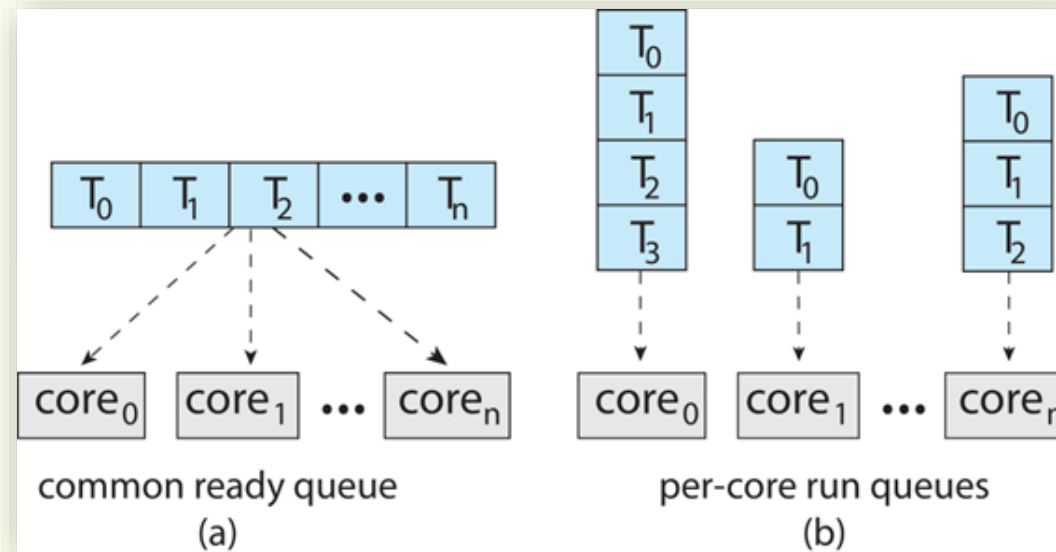 T₀ T₁ T₂ ••• Tₙ
core₀ core₁ ••• coreₙ
common ready queue
(a)
T₀
T₁
T₂
T₃
T₀
T₁
T₀
T₁
T₂
core₀ core₁ ••• coreₙ
per-core run queues
(b)